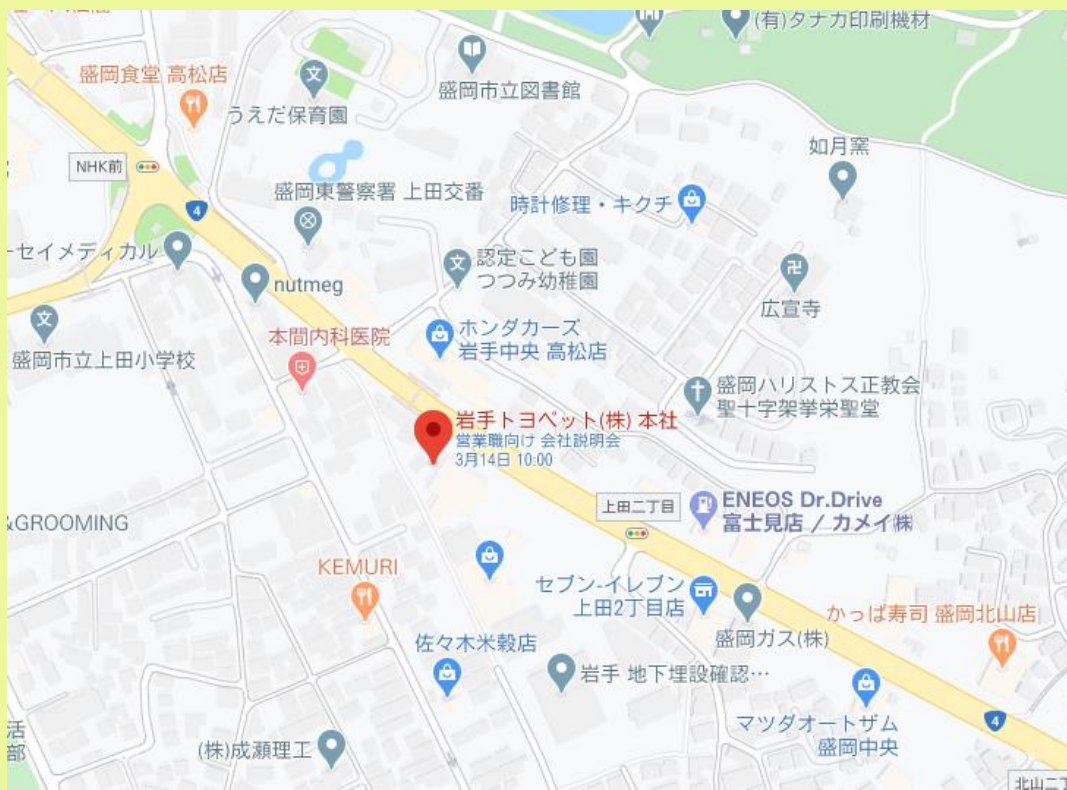 (有)タナカ印刷機材
盛岡食堂 高松店
盛岡市立図書館
うえだ保育園
NHK前
如月窯
盛岡東警察署 上田交番
時計修理・キクチ
4
ーセイメディカル
認定こども園
つつみ幼稚園
nutmeg
広宣寺
本間内科医院
ホンダカーズ
岩手中央 高松店
盛岡市立上田小学校
盛岡ハリストス正教会
聖十字架挙栄聖堂
岩手トヨペット(株) 本社
営業職向け 会社説明会
3月14日 10:00
上田二丁目
ENEOS Dr.Drive
富士見店 / カメイ㈱
&GROOMING
KEMURI
セブン-イレブン
上田2丁目店
かっぱ寿司 盛岡北山店
盛岡ガス(株)
佐々木米穀店
岩手 地下埋設確認…
マツダオートザム
盛岡中央
4
活
部
(株)成瀬理工
北山二丁